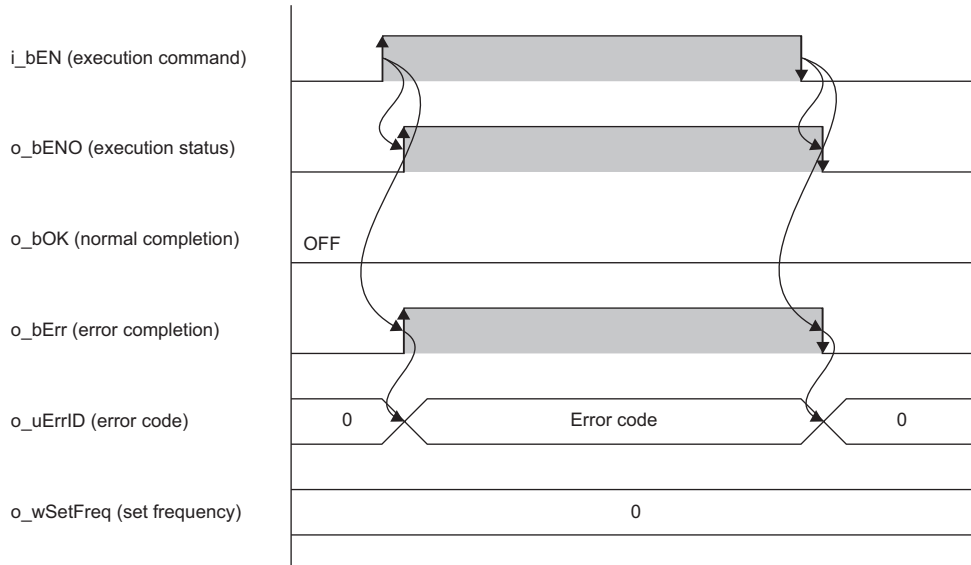 i_bEN (execution command)
o_bENO (execution status)
o_bOK (normal completion)
OFF
o_bErr (error completion)
o_uErrID (error code)
0
Error code
0
o_wSetFreq (set frequency)
0